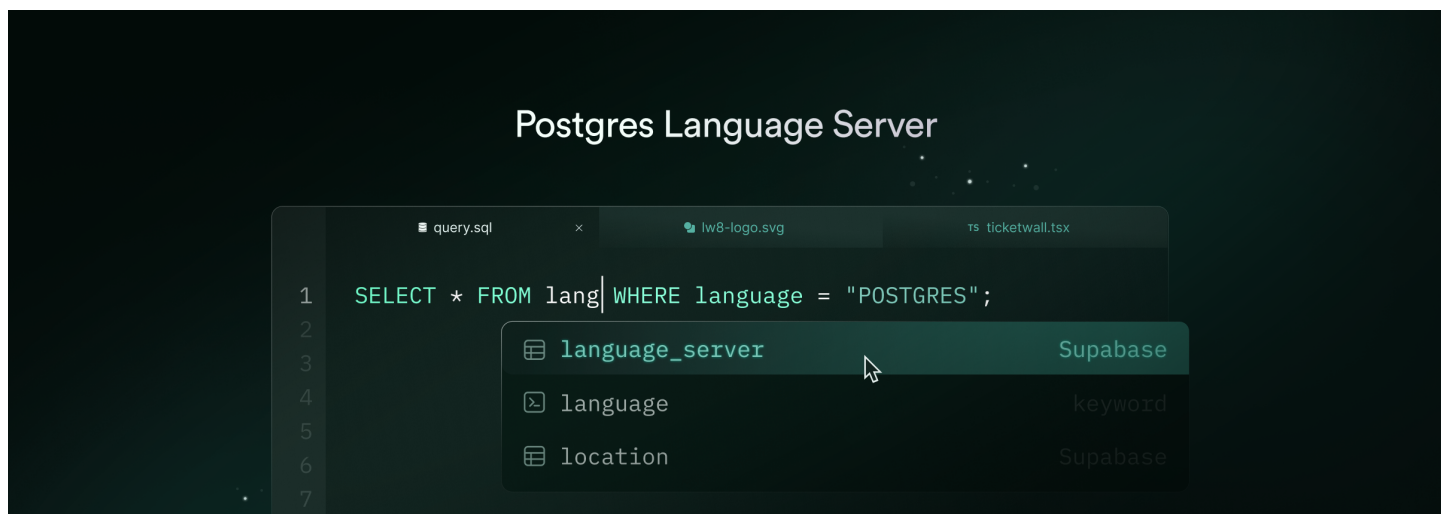 Postgres Language Server
query.sql × lw8-logo.svg TS ticketwall.tsx
1 SELECT * FROM lang WHERE language = "POSTGRES";
2
language_server Supabase
3
4
language keyword
5
6
location Supabase
7